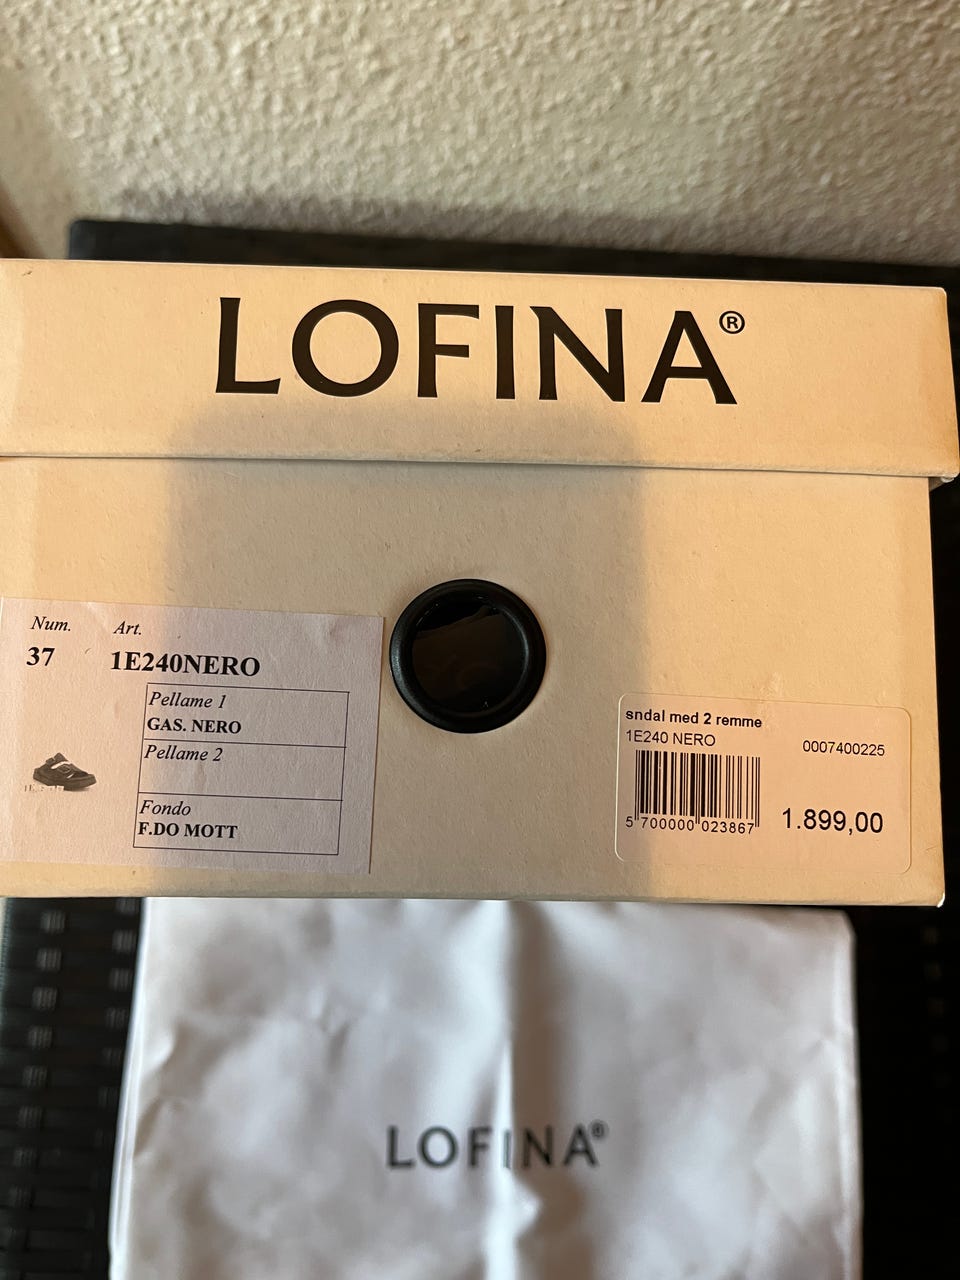 LOFINA®
Num. Art.
37 1E240NERO
Pellame 1
GAS. NERO
Pellame 2
Fondo
F.DO MOTT
sndal med 2 remme
1E240 NERO 0007400225
5 700000 023867 1.899,00
LOFINA®